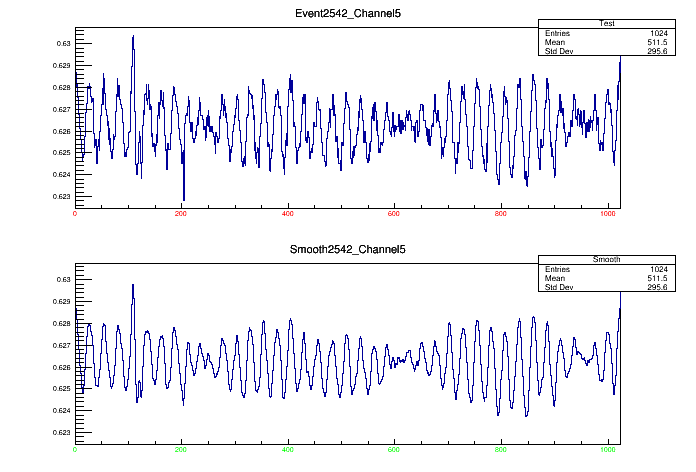 Event2542_Channel5
Test
Entries 1024
Mean 511.5
Std Dev 295.6
0.63
0.629
0.628
0.627
0.626
0.625
0.624
0.623
0 200 400 600 800 1000
Smooth2542_Channel5
Smooth
Entries 1024
Mean 511.5
Std Dev 295.6
0.63
0.629
0.628
0.627
0.626
0.625
0.624
0.623
0 200 400 600 800 1000